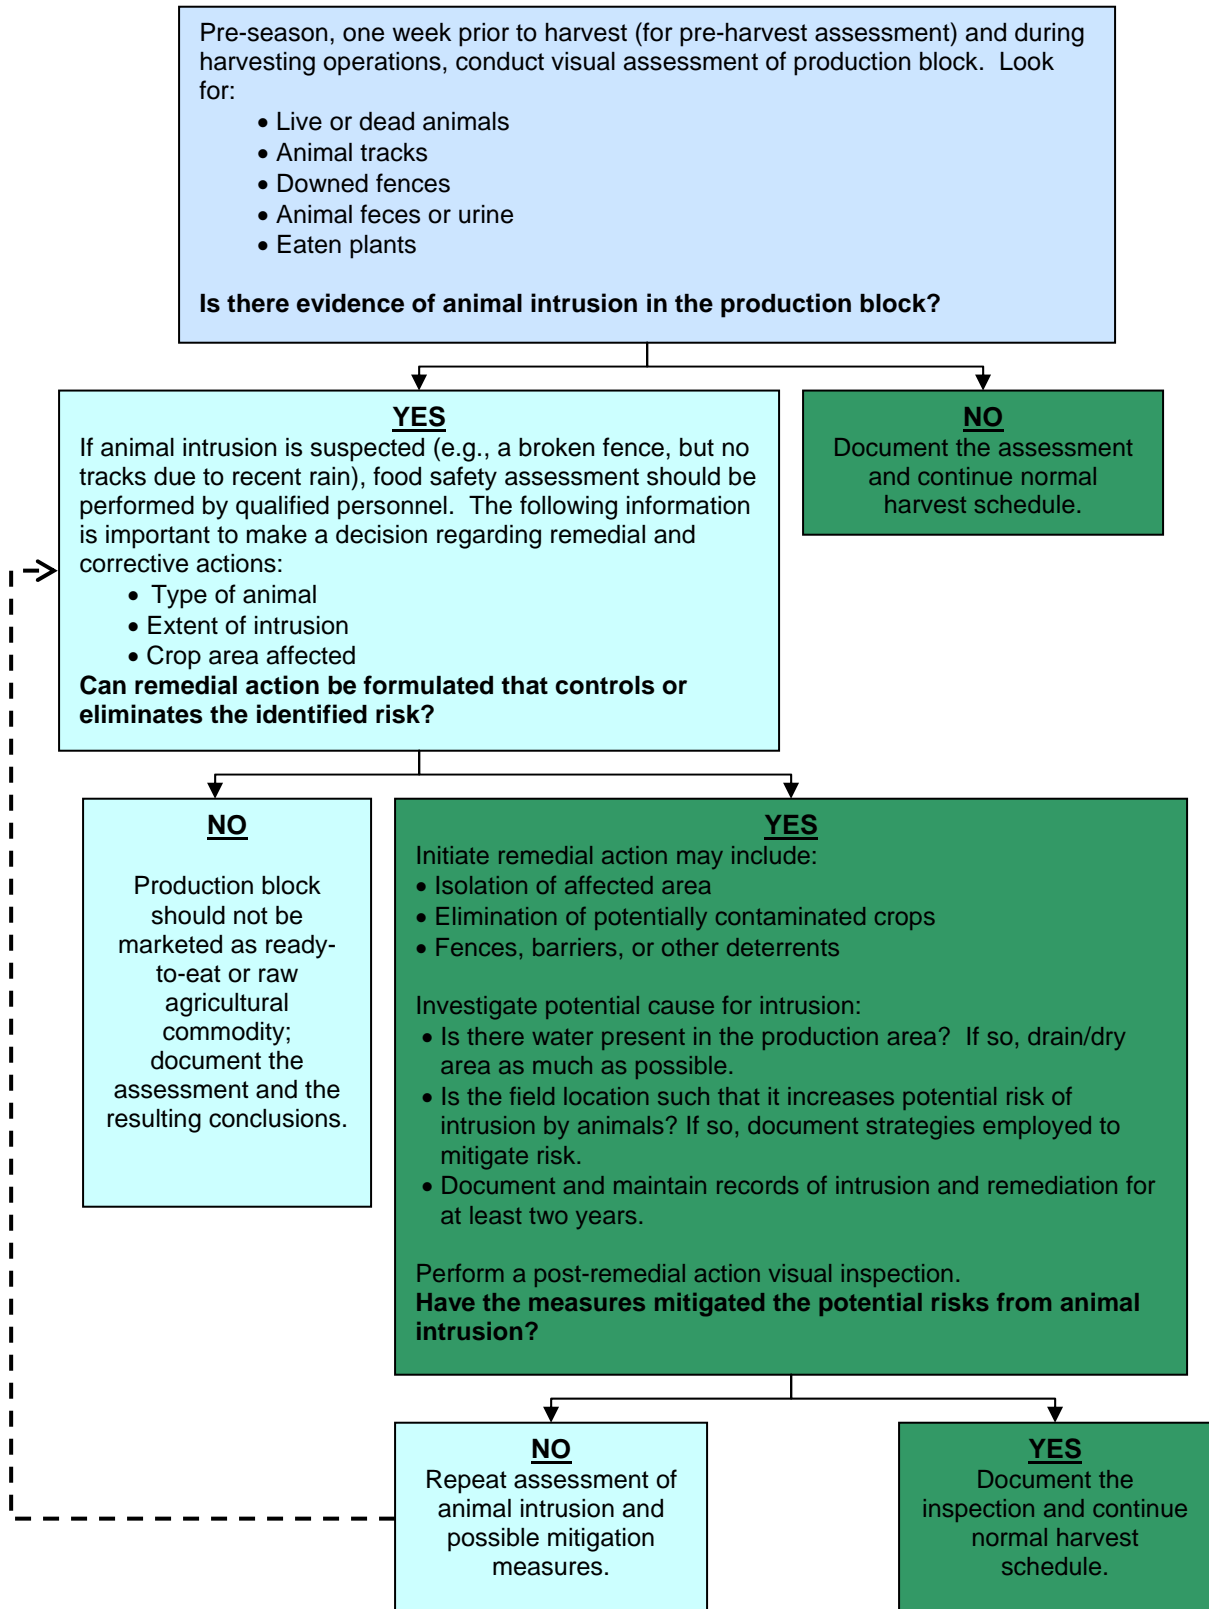 Pre-season, one week prior to harvest (for pre-harvest assessment) and during
harvesting operations, conduct visual assessment of production block.  Look
for:
• Live or dead animals
• Animal tracks
• Downed fences
• Animal feces or urine
• Eaten plants
Is there evidence of animal intrusion in the production block?
YES
If animal intrusion is suspected (e.g., a broken fence, but no
tracks due to recent rain), food safety assessment should be
performed by qualified personnel.  The following information
is important to make a decision regarding remedial and
corrective actions:
• Type of animal
• Extent of intrusion
• Crop area affected
Can remedial action be formulated that controls or
eliminates the identified risk?
NO
Document the assessment
and continue normal
harvest schedule.
NO
Production block
should not be
marketed as ready-
to-eat or raw
agricultural
commodity;
document the
assessment and the
resulting conclusions.
YES
Initiate remedial action may include:
• Isolation of affected area
• Elimination of potentially contaminated crops
• Fences, barriers, or other deterrents
Investigate potential cause for intrusion:
• Is there water present in the production area?  If so, drain/dry
area as much as possible.
• Is the field location such that it increases potential risk of
intrusion by animals? If so, document strategies employed to
mitigate risk.
• Document and maintain records of intrusion and remediation for
at least two years.
Perform a post-remedial action visual inspection.
Have the measures mitigated the potential risks from animal
intrusion?
NO
Repeat assessment of
animal intrusion and
possible mitigation
measures.
YES
Document the
inspection and continue
normal harvest
schedule.